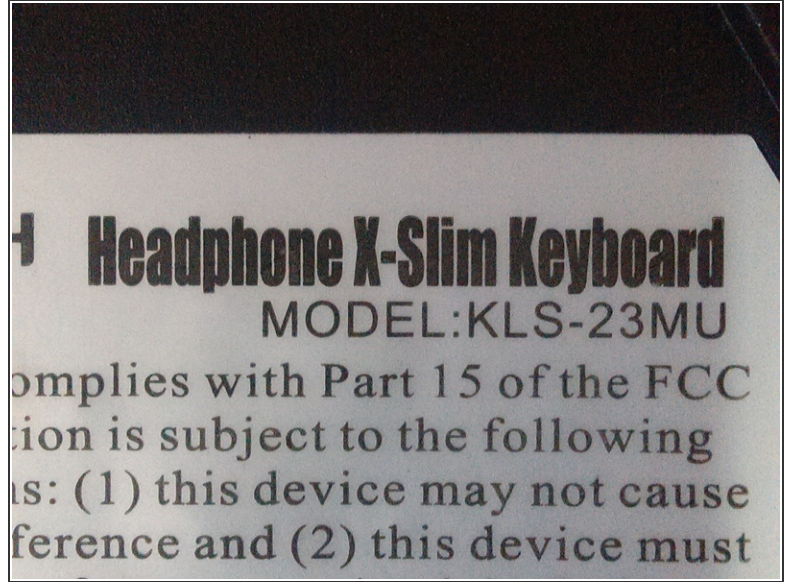 H Headphone X-Slim Keyboard
MODEL:KLS-23MU
omplies with Part 15 of the FCC
tion is subject to the following
s: (1) this device may not cause
ference and (2) this device must